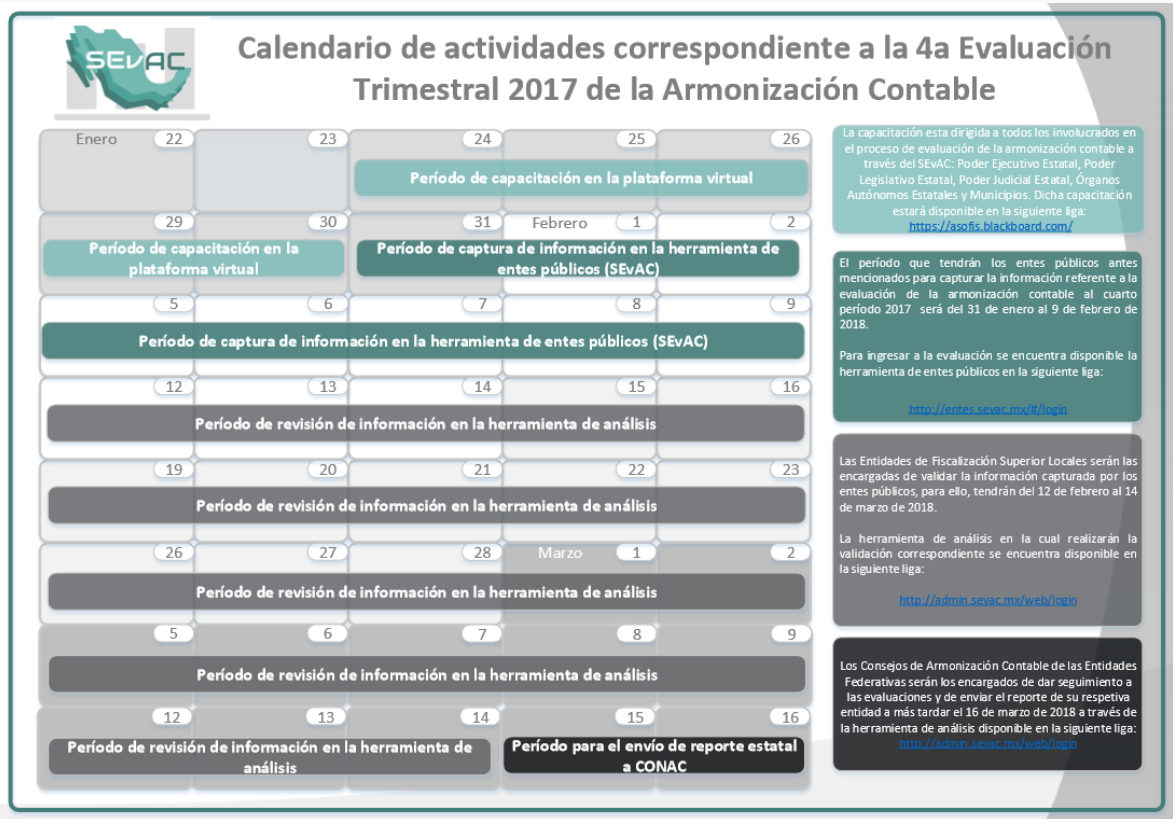 SEvAC
Calendario de actividades correspondiente a la 4a Evaluación
Trimestral 2017 de la Armonización Contable
Enero 22 23 24 25 26
Período de capacitación en la plataforma virtual
29 30 31 Febrero 1 2
Período de capacitación en la
plataforma virtual
Período de captura de información en la herramienta de
entes públicos (SEvAC)
5 6 7 8 9
Período de captura de información en la herramienta de entes públicos (SEvAC)
12 13 14 15 16
Período de revisión de información en la herramienta de análisis
19 20 21 22 23
Período de revisión de información en la herramienta de análisis
26 27 28 Marzo 1 2
Período de revisión de información en la herramienta de análisis
5 6 7 8 9
Período de revisión de información en la herramienta de análisis
12 13 14 15 16
Período de revisión de información en la herramienta de
análisis
Período para el envío de reporte estatal
a CONAC
La capacitación esta dirigida a todos los involucrados en
el proceso de evaluación de la armonización contable a
través del SEvAC: Poder Ejecutivo Estatal, Poder
Legislativo Estatal, Poder Judicial Estatal, Órganos
Autónomos Estatales y Municipios. Dicha capacitación
estará disponible en la siguiente liga:
https://asofis.blackboard.com/
El período que tendrán los entes públicos antes
mencionados para capturar la información referente a la
evaluación de la armonización contable al cuarto
período 2017 será del 31 de enero al 9 de febrero de
2018.
Para ingresar a la evaluación se encuentra disponible la
herramienta de entes públicos en la siguiente liga:
http://entes.sevac.mx/#/login
Las Entidades de Fiscalización Superior Locales serán las
encargadas de validar la información capturada por los
entes públicos, para ello, tendrán del 12 de febrero al 14
de marzo de 2018.
La herramienta de análisis en la cual realizarán la
validación correspondiente se encuentra disponible en
la siguiente liga:
http://admin.sevac.mx/web/login
Los Consejos de Armonización Contable de las Entidades
Federativas serán los encargados de dar seguimiento a
las evaluaciones y de enviar el reporte de su respetiva
entidad a más tardar el 16 de marzo de 2018 a través de
la herramienta de análisis disponible en la siguiente liga:
http://admin.sevac.mx/web/login